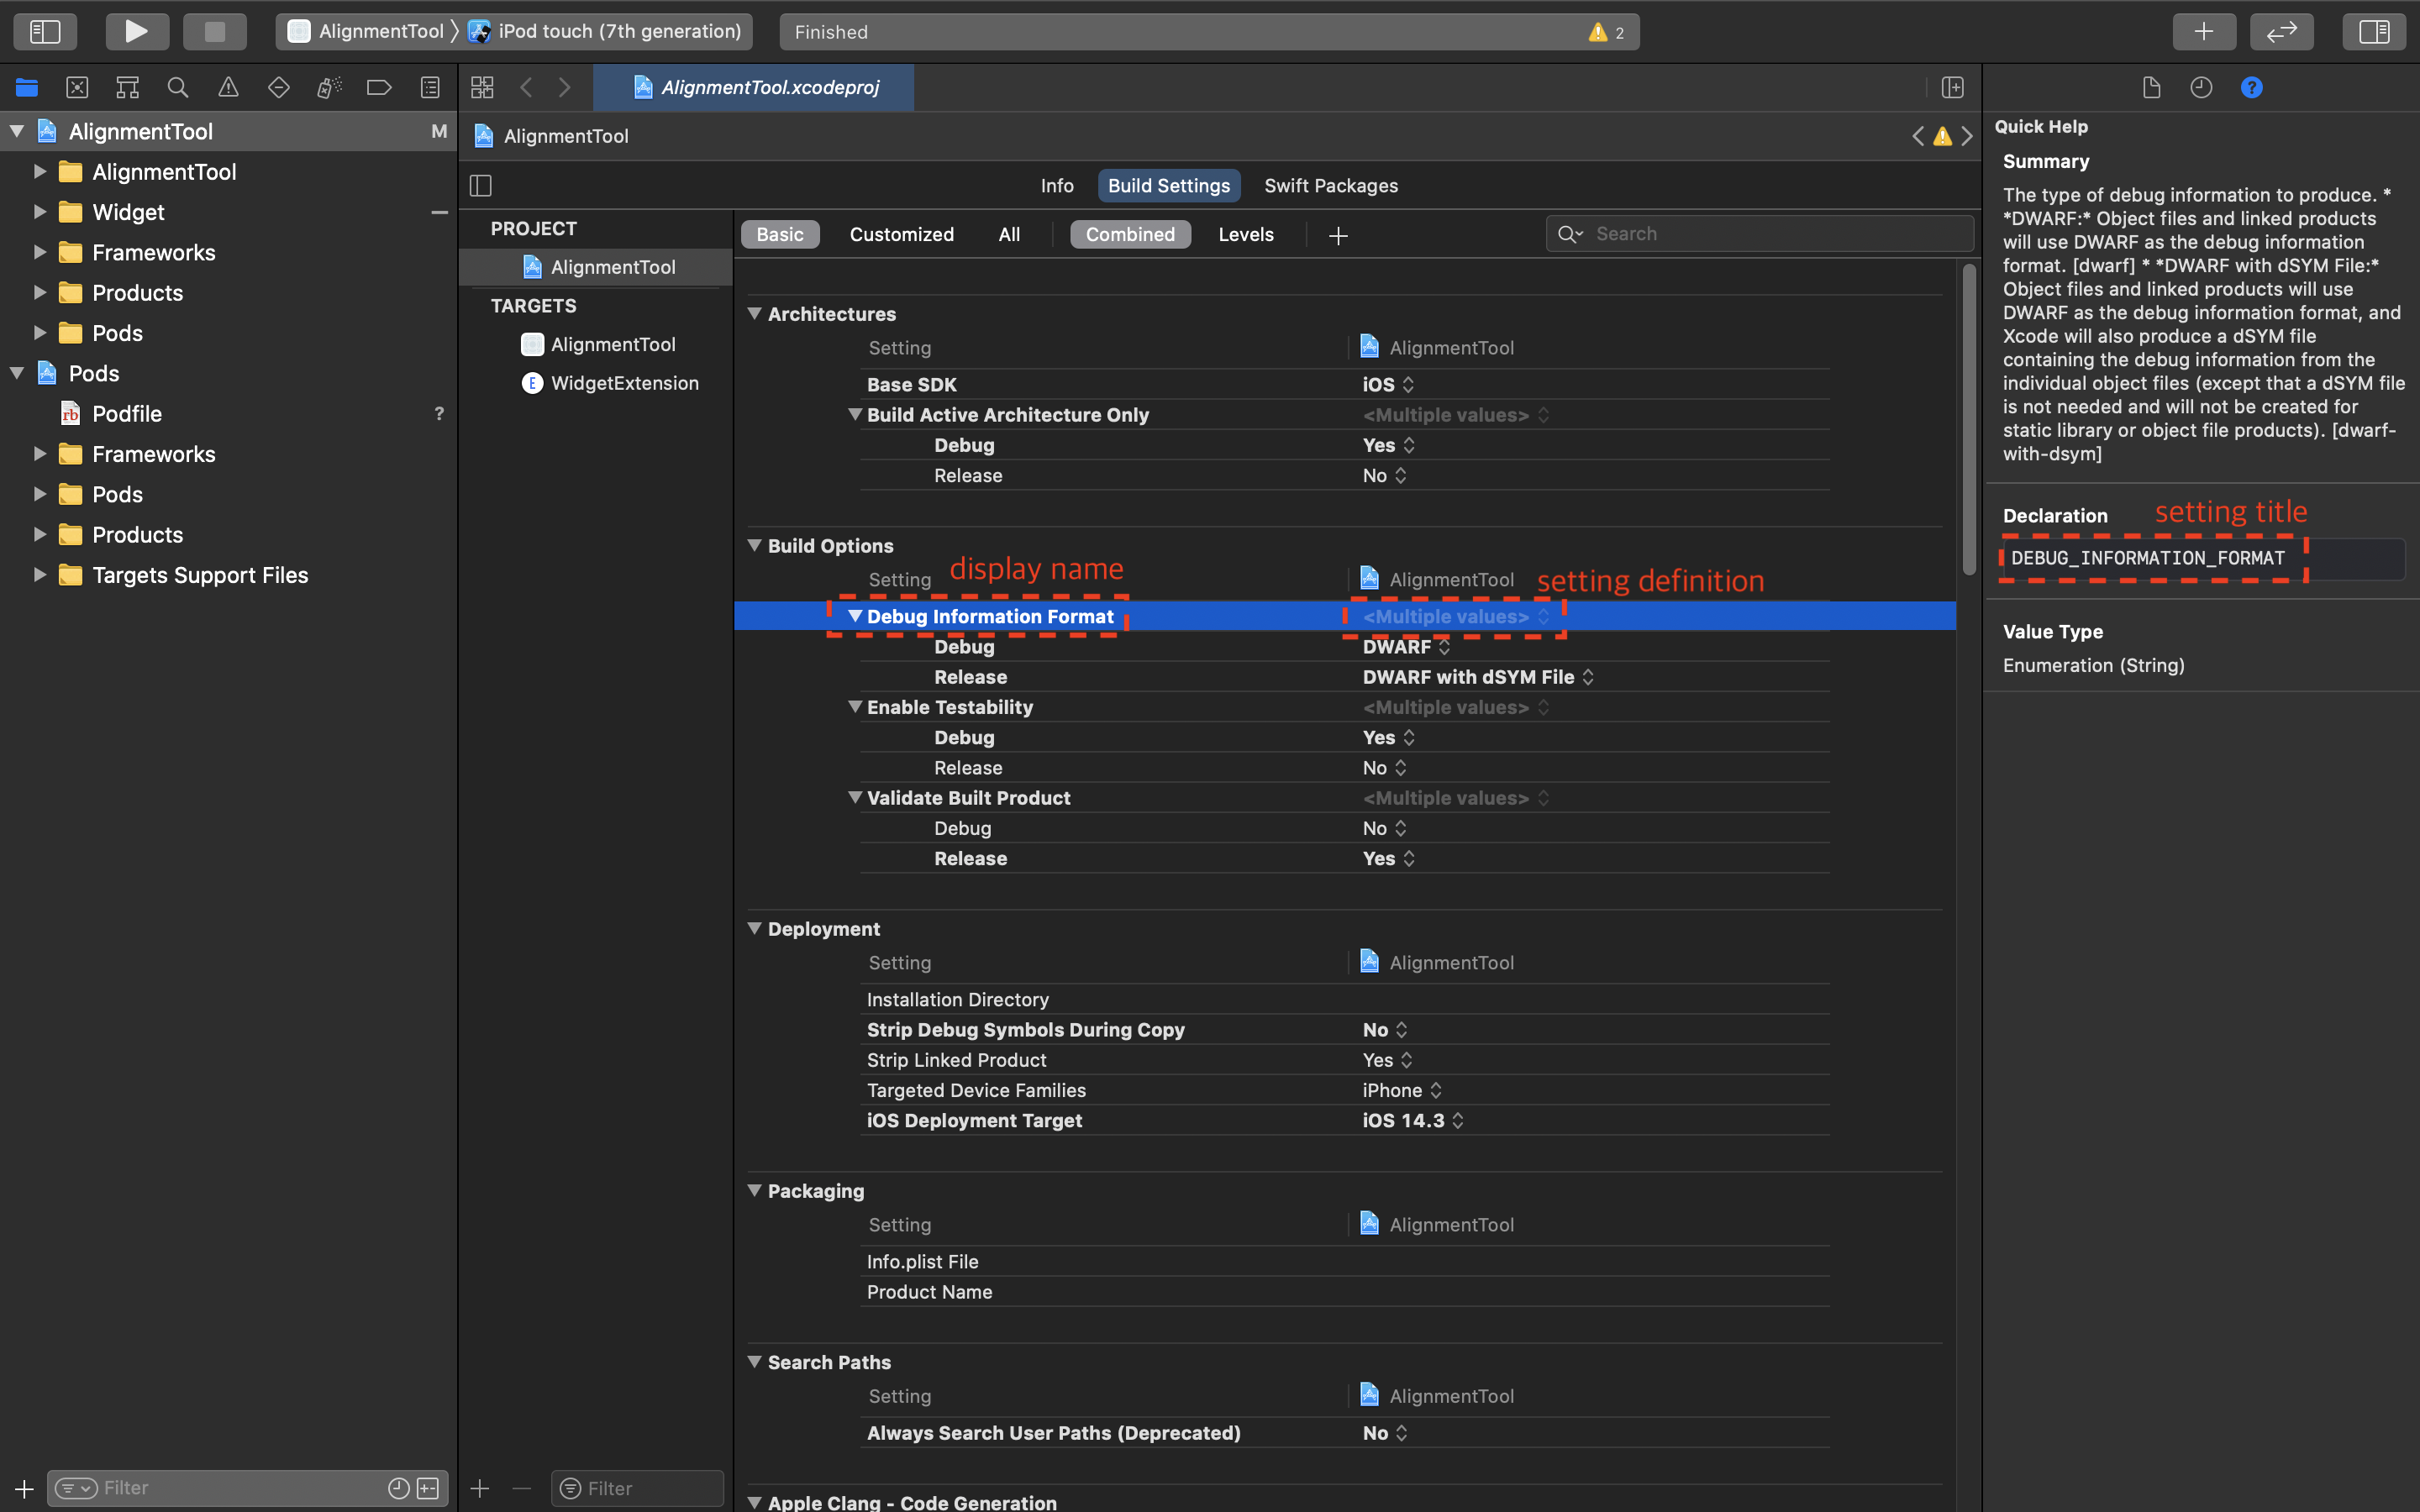 AlignmentTool
iPod touch (7th generation)
Finished
2
AlignmentTool.xcodeproj
AlignmentTool
M
AlignmentTool
Widget
Frameworks
Products
Pods
Pods
Podfile
?
Frameworks
Pods
Products
Targets Support Files
Filter
AlignmentTool
Info
Build Settings
Swift Packages
PROJECT
AlignmentTool
TARGETS
AlignmentTool
E
WidgetExtension
Filter
Basic
Customized
All
Combined
Levels
Search
Architectures
Setting
AlignmentTool
Base SDK
iOS
Build Active Architecture Only
<Multiple values>
Debug
Yes
Release
No
Build Options
display name
Setting
AlignmentTool
setting definition
Debug Information Format
<Multiple values>
Debug
DWARF
Release
DWARF with dSYM File
Enable Testability
<Multiple values>
Debug
Yes
Release
No
Validate Built Product
<Multiple values>
Debug
No
Release
Yes
Deployment
Setting
AlignmentTool
Installation Directory
Strip Debug Symbols During Copy
No
Strip Linked Product
Yes
Targeted Device Families
iPhone
iOS Deployment Target
iOS 14.3
Packaging
Setting
AlignmentTool
Info.plist File
Product Name
Search Paths
Setting
AlignmentTool
Always Search User Paths (Deprecated)
No
Apple Clang - Code Generation
Quick Help
Summary
The type of debug information to produce. *
*DWARF:* Object files and linked products
will use DWARF as the debug information
format. [dwarf] * *DWARF with dSYM File:*
Object files and linked products will use
DWARF as the debug information format, and
Xcode will also produce a dSYM file
containing the debug information from the
individual object files (except that a dSYM file
is not needed and will not be created for
static library or object file products). [dwarf-
with-dsym]
Declaration
setting title
DEBUG_INFORMATION_FORMAT
Value Type
Enumeration (String)